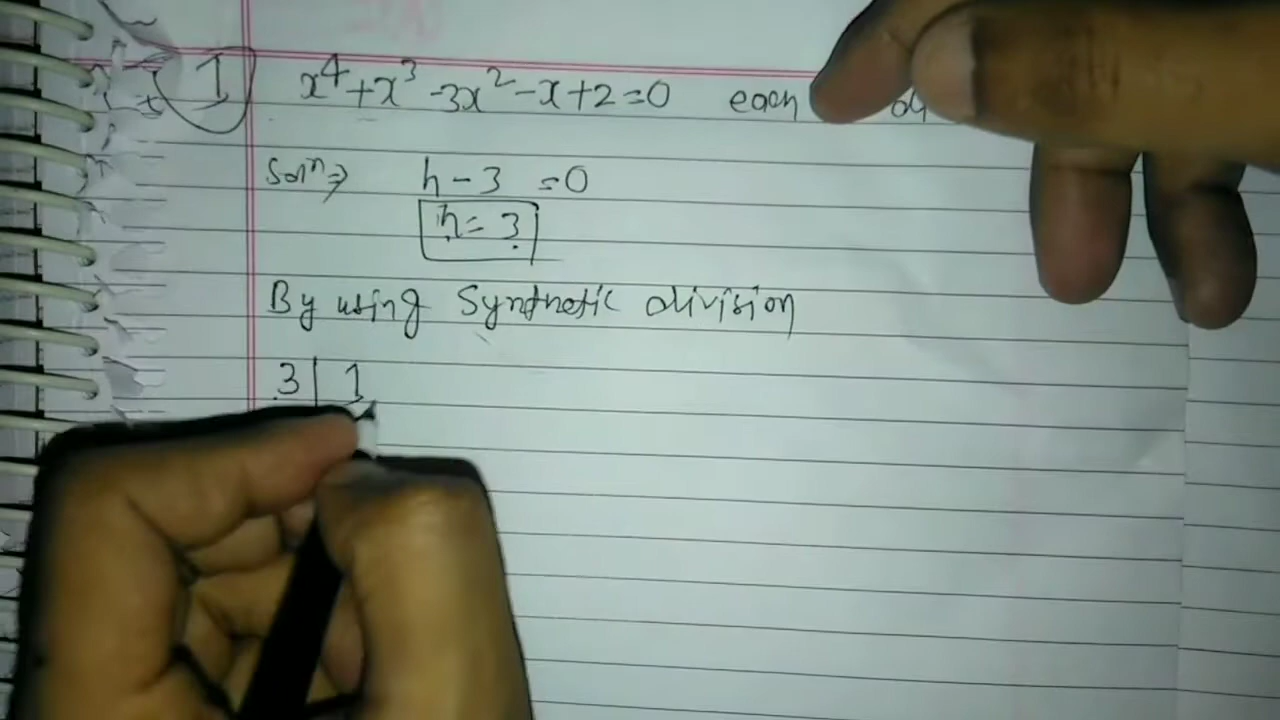 1 x⁴+x³-3x²-x+2=0 each
Solⁿ⇒ h-3=0
h=3
By using Synthetic division
3| 1